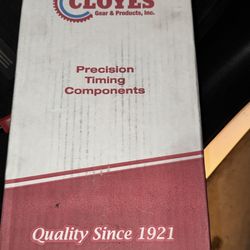 CLOYES
Gear & Products, Inc.
Precision
Timing
Components
Quality Since 1921